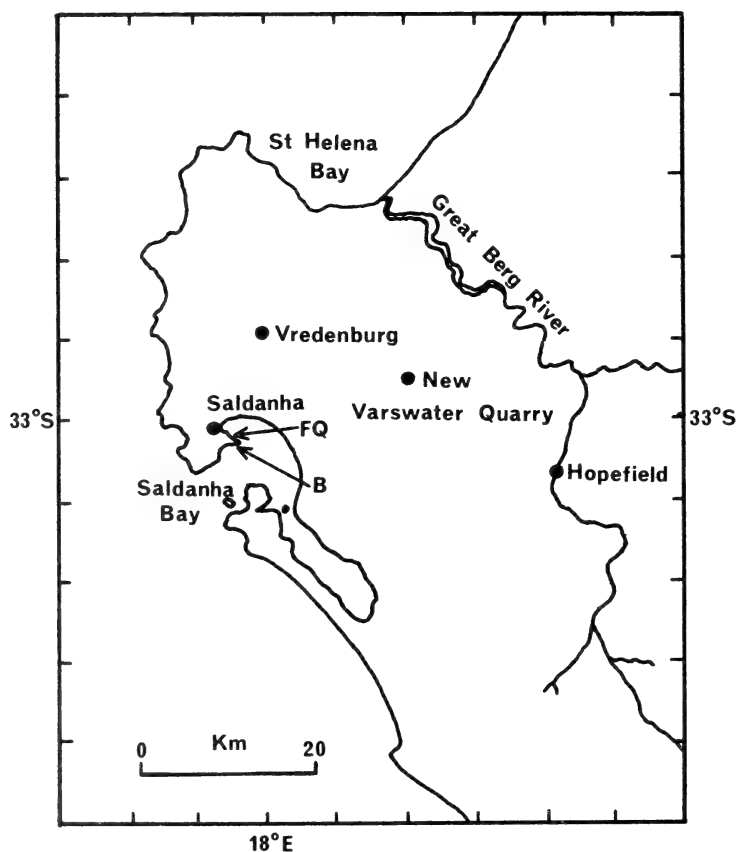 St Helena
Bay
Great Berg River
Vredenburg
New
Varswater Quarry
Saldanha
33°S
33°S
FQ
Hopefield
Saldanha
Bay
B
Km
0
20
18°E